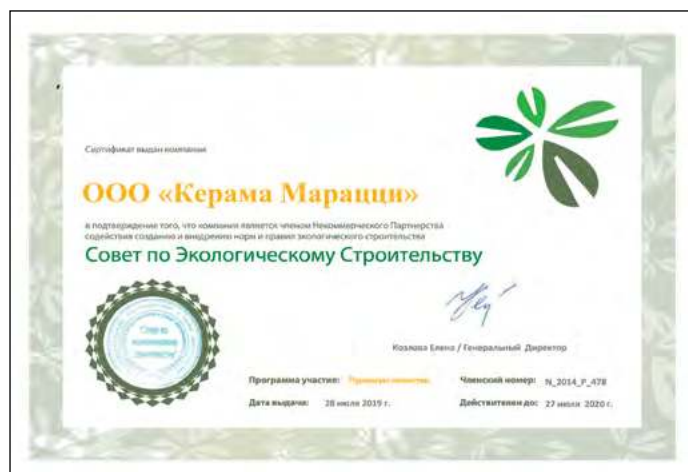 Сертификат выдан компании
ООО «Керама Марацци»
в подтверждение того, что компания является членом Некоммерческого Партнерства
содействия созданию и внедрению норм и правил экологического строительства
Совет по Экологическому Строительству
Козлова Елена / Генеральный Директор
Программа участия:
Членский номер: N_2014_P_478
Дата выдачи: 28 июля 2019 г.
Действителен до: 27 июля 2020 г.